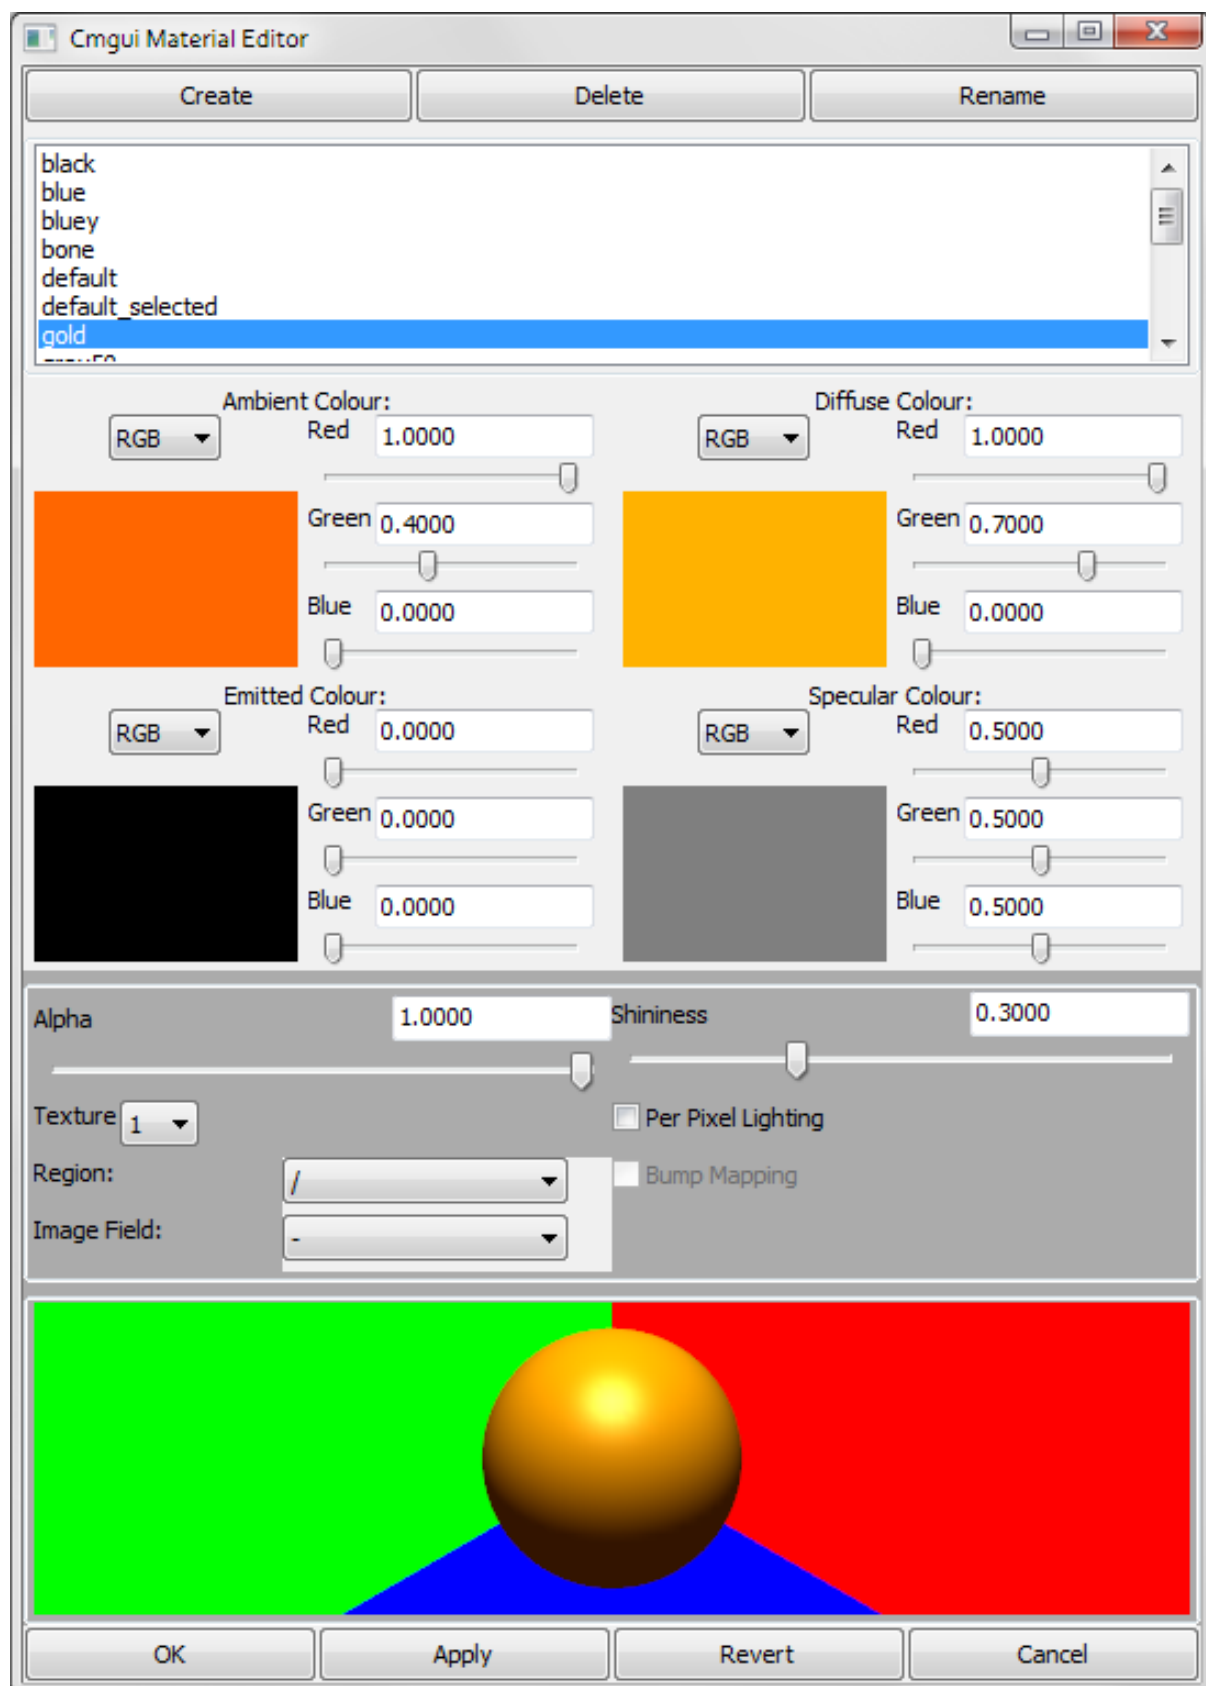 Cmgui Material Editor
Create Delete Rename
black
blue
bluey
bone
default
default_selected
gold
Ambient Colour: Diffuse Colour:
RGB Red 1.0000 RGB Red 1.0000
Green 0.4000 Green 0.7000
Blue 0.0000 Blue 0.0000
Emitted Colour: Specular Colour:
RGB Red 0.0000 RGB Red 0.5000
Green 0.0000 Green 0.5000
Blue 0.0000 Blue 0.5000
Alpha 1.0000 Shininess 0.3000
Texture 1 Per Pixel Lighting
Region: / Bump Mapping
Image Field: -
OK Apply Revert Cancel